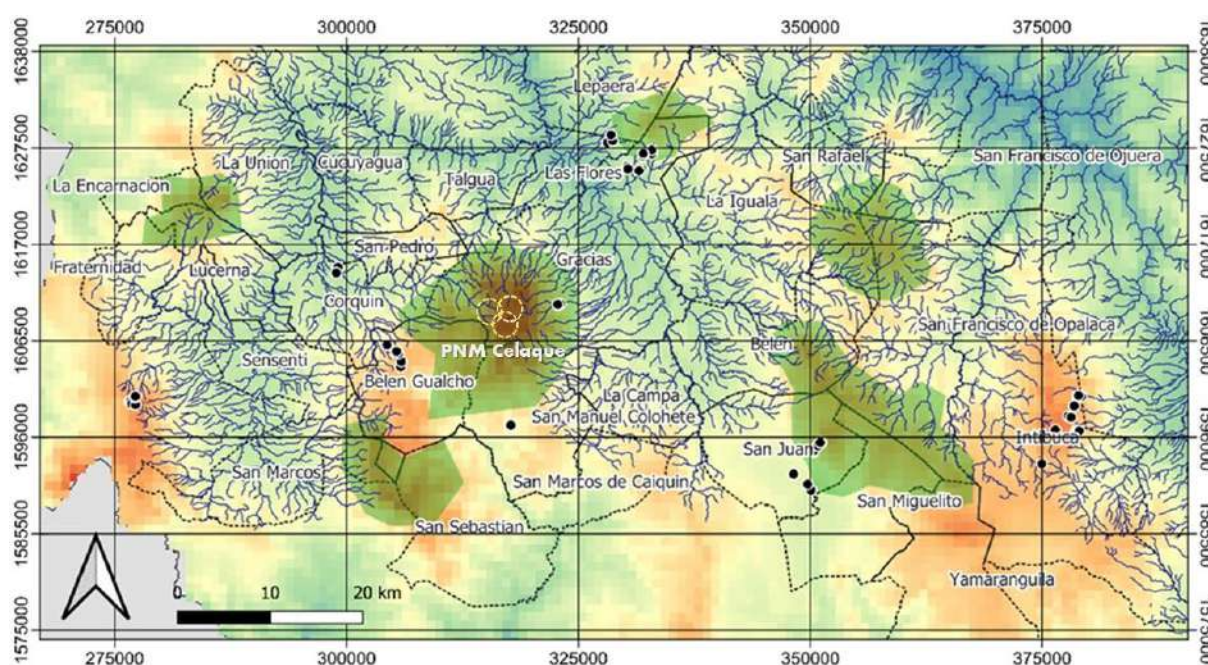 275000 300000 325000 350000 375000
1638000 1638000
1627500 1627500
1617000 1617000
1606500 1606500
1596000 1596000
1585500 1585500
1575000 1575000
Lepaera
La Union Cucuyagua San Rafael San Francisco de Ojuera
La Encarnacion Talgua Las Flores
La Iguala
San Pedro
Fraternidad Lucerna Gracias
Corquin
San Francisco de Opalaca
Sensenti PNM Celaque Belen
Belen Gualcho
La Campa
San Manuel Colohete
Intibuca
San Juan
San Marcos San Marcos de Caiquin
San Miguelito
San Sebastian
Yamaranguila
0 10 20 km
275000 300000 325000 350000 375000